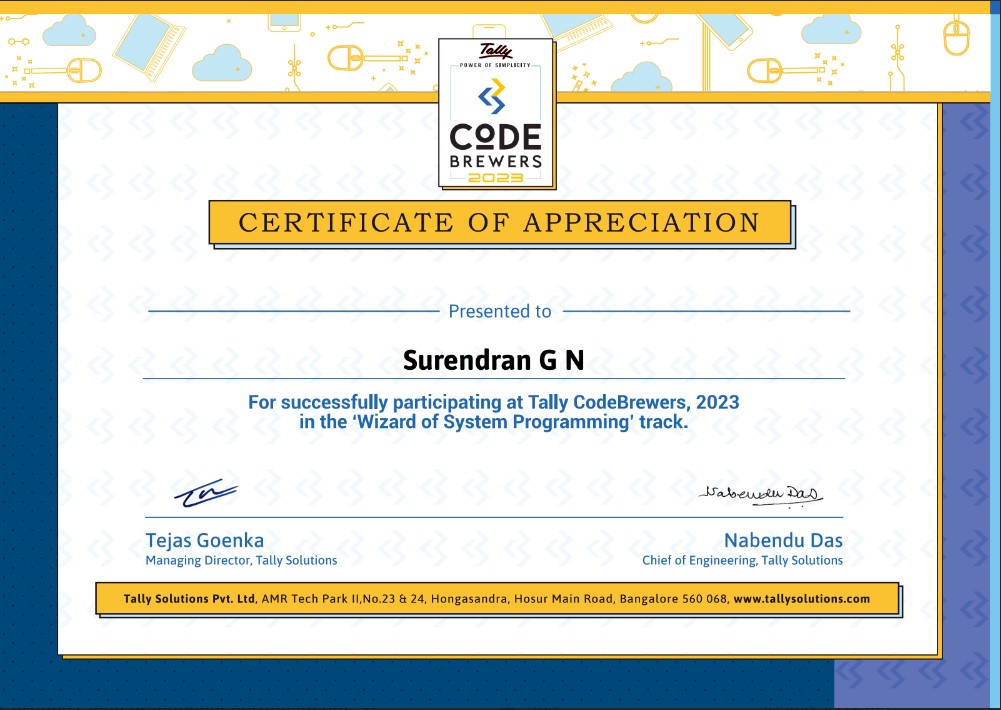 Tally
POWER OF SIMPLICITY
CODE
BREWERS
2023
CERTIFICATE OF APPRECIATION
Presented to
Surendran G N
For successfully participating at Tally CodeBrewers, 2023
in the ‘Wizard of System Programming’ track.
Nabendu Das
Tejas Goenka
Managing Director, Tally Solutions
Nabendu Das
Chief of Engineering, Tally Solutions
Tally Solutions Pvt. Ltd, AMR Tech Park II,No.23 & 24, Hongasandra, Hosur Main Road, Bangalore 560 068, www.tallysolutions.com